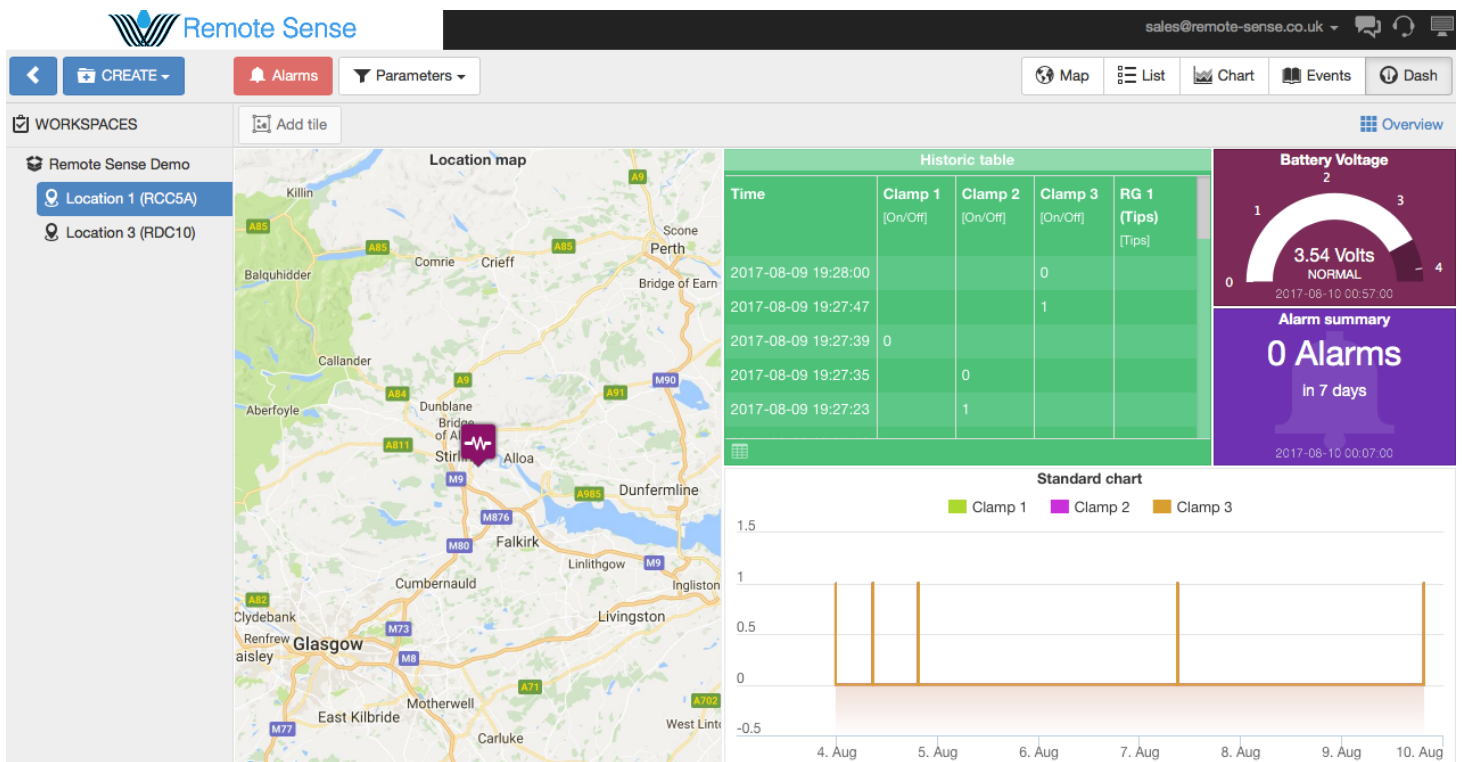 Remote Sense
sales@remote-sense.co.uk
CREATE
Alarms
Parameters
Map
List
Chart
Events
Dash
WORKSPACES
Add tile
Overview
Remote Sense Demo
Location 1 (RCC5A)
Location 3 (RDC10)
Location map
Killin
A9
A85
A85
A85
Scone
Perth
Comrie
Crieff
Balquhidder
Bridge of Earn
Callander
A9
M90
A84
A91
Aberfoyle
Dunblane
Bridge
of Al
A811
Stirl
Alloa
M9
A985
Dunfermline
M876
M80
Falkirk
Linlithgow
M9
Cumbernauld
Ingliston
A82
Clydebank
Livingston
M73
Renfrew
Glasgow
aisley
M8
A71
Motherwell
A702
East Kilbride
West Linto
M77
Carluke
Historic table
Time Clamp 1 Clamp 2 Clamp 3 RG 1
[On/Off] [On/Off] [On/Off] (Tips)
[Tips]
2017-08-09 19:28:00 0
2017-08-09 19:27:47 1
2017-08-09 19:27:39 0
2017-08-09 19:27:35 0
2017-08-09 19:27:23 1
Battery Voltage
2
1 3
3.54 Volts
0 4
NORMAL
2017-08-10 00:57:00
Alarm summary
0 Alarms
in 7 days
2017-08-10 00:07:00
Standard chart
Clamp 1 Clamp 2 Clamp 3
1.5
1
0.5
0
-0.5
4. Aug 5. Aug 6. Aug 7. Aug 8. Aug 9. Aug 10. Aug